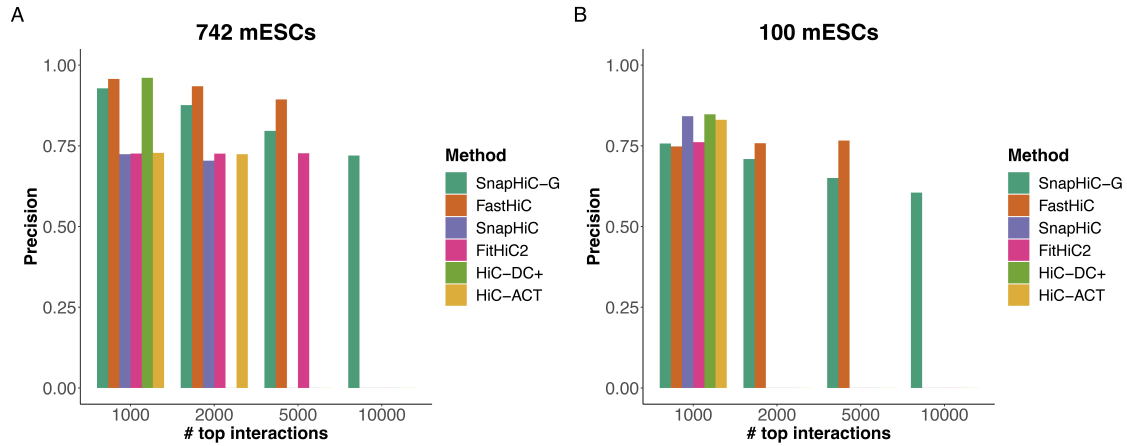 A
742 mESCs
Precision
1.00
0.75
0.50
0.25
0.00
1000
2000
5000
10000
# top interactions
Method
SnapHiC−G
FastHiC
SnapHiC
FitHiC2
HiC−DC+
HiC−ACT
B
100 mESCs
Precision
1.00
0.75
0.50
0.25
0.00
1000
2000
5000
10000
# top interactions
Method
SnapHiC−G
FastHiC
SnapHiC
FitHiC2
HiC−DC+
HiC−ACT